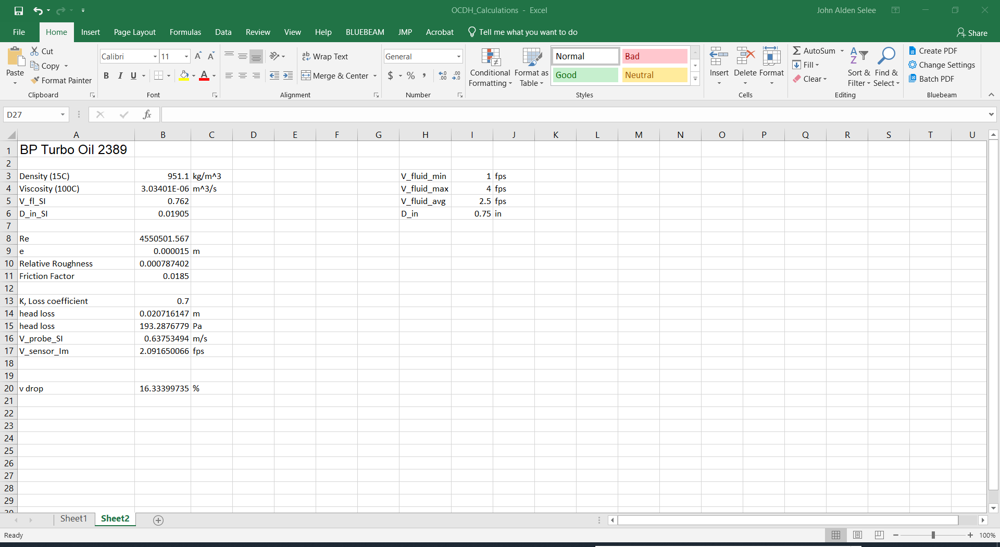 OCDH_Calculations - Excel
John Alden Selee
File Home Insert Page Layout Formulas Data Review View Help BLUEBEAM JMP Acrobat Tell me what you want to do
Share
Paste
Cut
Copy
Format Painter
Clipboard
Calibri 11
B I U
Font
Wrap Text
Merge & Center
Alignment
General
$ % ,
Number
Conditional Formatting
Format as Table
Normal Bad
Good Neutral
Styles
Insert Delete Format
Cells
AutoSum
Fill
Clear
Sort & Filter
Find & Select
Editing
Create PDF
Change Settings
Batch PDF
Bluebeam
D27
fx
A B C D E F G H I J K L M N O P Q R S T U
1 BP Turbo Oil 2389
2
3 Density (15C) 951.1 kg/m^3 V_fluid_min 1 fps
4 Viscosity (100C) 3.03401E-06 m^3/s V_fluid_max 4 fps
5 V_fl_SI 0.762 V_fluid_avg 2.5 fps
6 D_in_SI 0.01905 D_in 0.75 in
7
8 Re 4550501.567
9 e 0.000015 m
10 Relative Roughness 0.000787402
11 Friction Factor 0.0185
12
13 K, Loss coefficient 0.7
14 head loss 0.020716147 m
15 head loss 193.2876779 Pa
16 V_probe_SI 0.63753494 m/s
17 V_sensor_Im 2.091650066 fps
18
19
20 v drop 16.33399735 %
21
22
23
24
25
26
27
28
29
30
Sheet1 Sheet2
Ready
100%